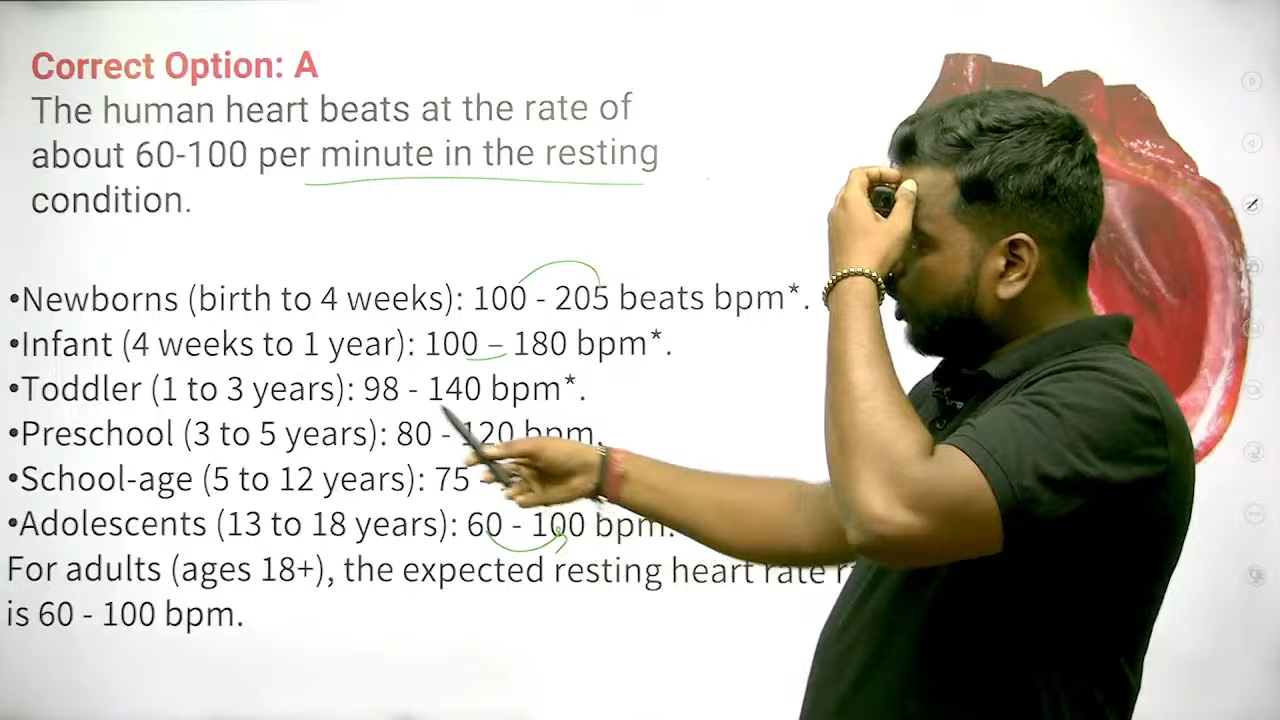 Correct Option: A
The human heart beats at the rate of
about 60-100 per minute in the resting
condition.
•Newborns (birth to 4 weeks): 100 - 205 beats bpm*.
•Infant (4 weeks to 1 year): 100 – 180 bpm*.
•Toddler (1 to 3 years): 98 - 140 bpm*.
•Preschool (3 to 5 years): 80 - 120 bpm.
•School-age (5 to 12 years): 75
•Adolescents (13 to 18 years): 60 - 100 bpm.
For adults (ages 18+), the expected resting heart rate
is 60 - 100 bpm.